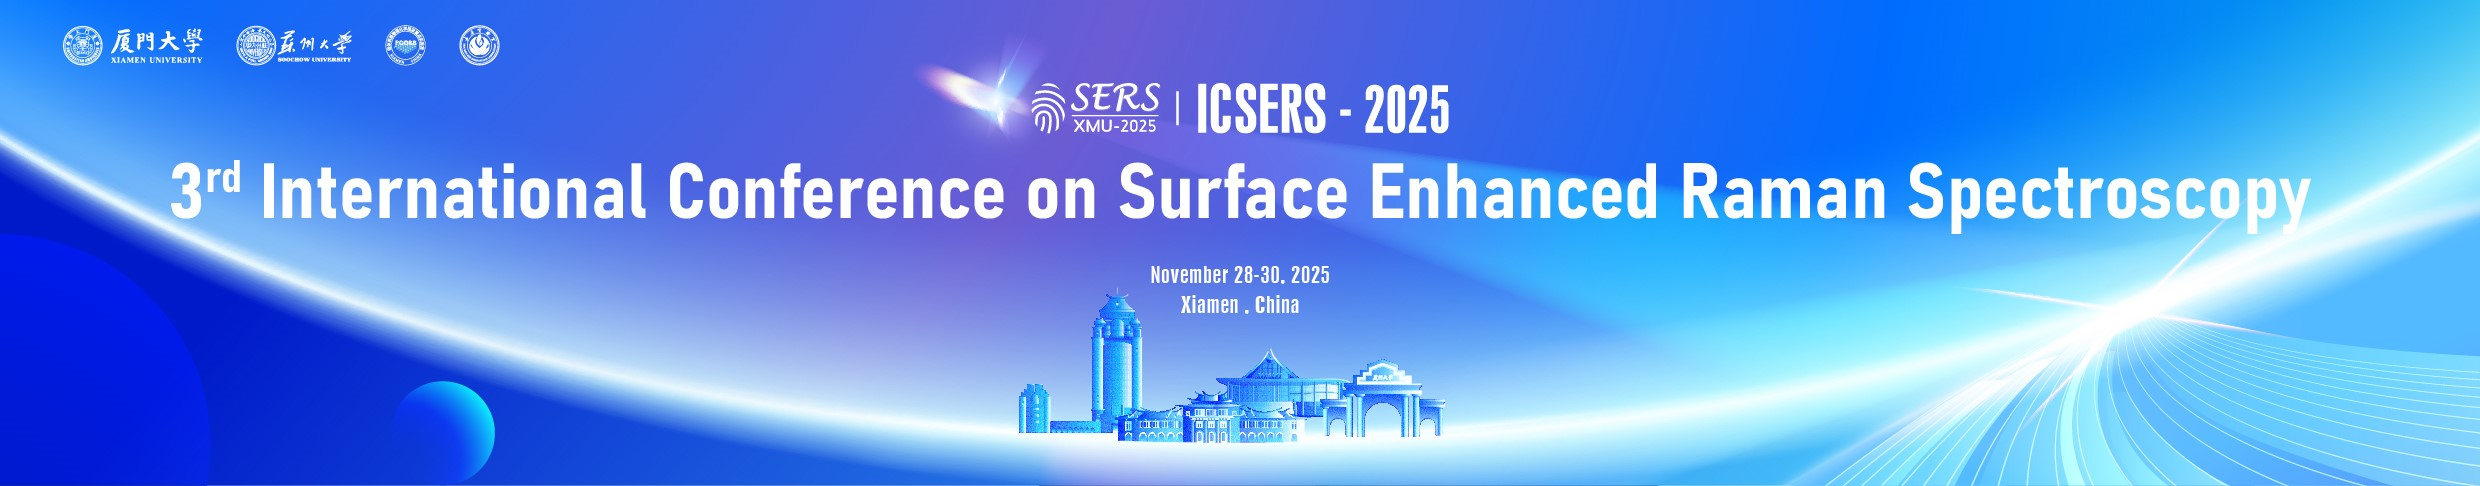 廈門大學
XIAMEN UNIVERSITY
蘇州大學
SOOCHOW UNIVERSITY
SERS
XMU-2025
ICSERS - 2025
3rd International Conference on Surface Enhanced Raman Spectroscopy
November 28-30, 2025
Xiamen , China